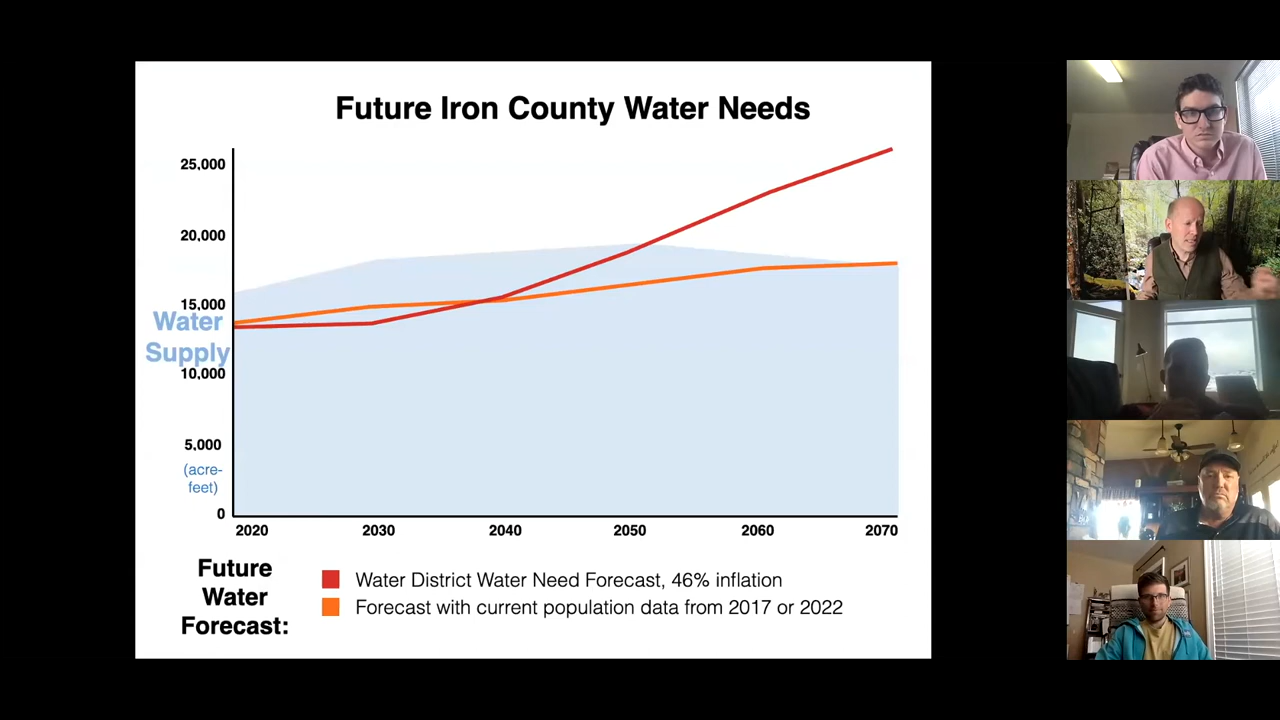 Future Iron County Water Needs
25,000
20,000
15,000
Water
Supply
10,000
5,000
(acre-
feet)
0
2020 2030 2040 2050 2060 2070
Future
Water
Forecast:
Water District Water Need Forecast, 46% inflation
Forecast with current population data from 2017 or 2022